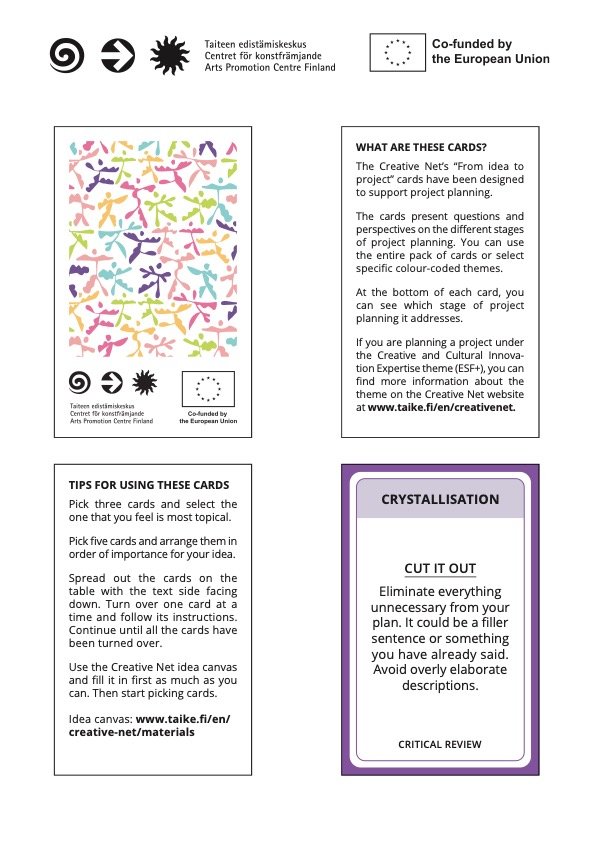 Taiteen edistämiskeskus
Centret för konstfrämjande
Arts Promotion Centre Finland
Co-funded by
the European Union
Taiteen edistämiskeskus
Centret för konstfrämjande
Arts Promotion Centre Finland
Co-funded by
the European Union
WHAT ARE THESE CARDS?
The Creative Net’s “From idea to
project” cards have been designed
to support project planning.
The cards present questions and
perspectives on the different stages
of project planning. You can use
the entire pack of cards or select
specific colour-coded themes.
At the bottom of each card, you
can see which stage of project
planning it addresses.
If you are planning a project under
the Creative and Cultural Innova-
tion Expertise theme (ESF+), you can
find more information about the
theme on the Creative Net website
at www.taike.fi/en/creativenet.
TIPS FOR USING THESE CARDS
Pick three cards and select the
one that you feel is most topical.
Pick five cards and arrange them in
order of importance for your idea.
Spread out the cards on the
table with the text side facing
down. Turn over one card at a
time and follow its instructions.
Continue until all the cards have
been turned over.
Use the Creative Net idea canvas
and fill it in first as much as you
can. Then start picking cards.
Idea canvas: www.taike.fi/en/
creative-net/materials
CRYSTALLISATION
CUT IT OUT
Eliminate everything
unnecessary from your
plan. It could be a filler
sentence or something
you have already said.
Avoid overly elaborate
descriptions.
CRITICAL REVIEW